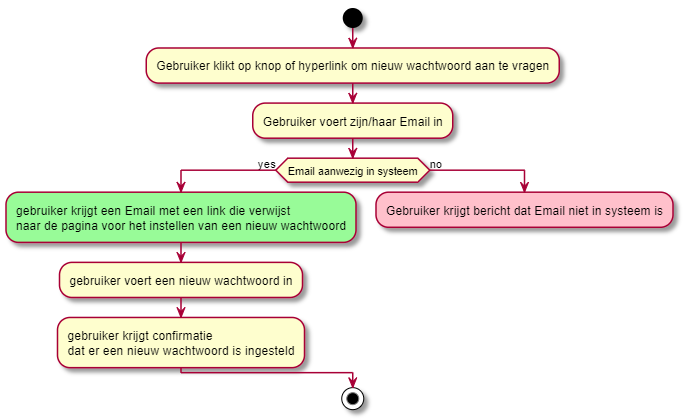 Gebruiker klikt op knop of hyperlink om nieuw wachtwoord aan te vragen
Gebruiker voert zijn/haar Email in
yes
Email aanwezig in systeem
no
gebruiker krijgt een Email met een link die verwijst
naar de pagina voor het instellen van een nieuw wachtwoord
Gebruiker krijgt bericht dat Email niet in systeem is
gebruiker voert een nieuw wachtwoord in
gebruiker krijgt confirmatie
dat er een nieuw wachtwoord is ingesteld